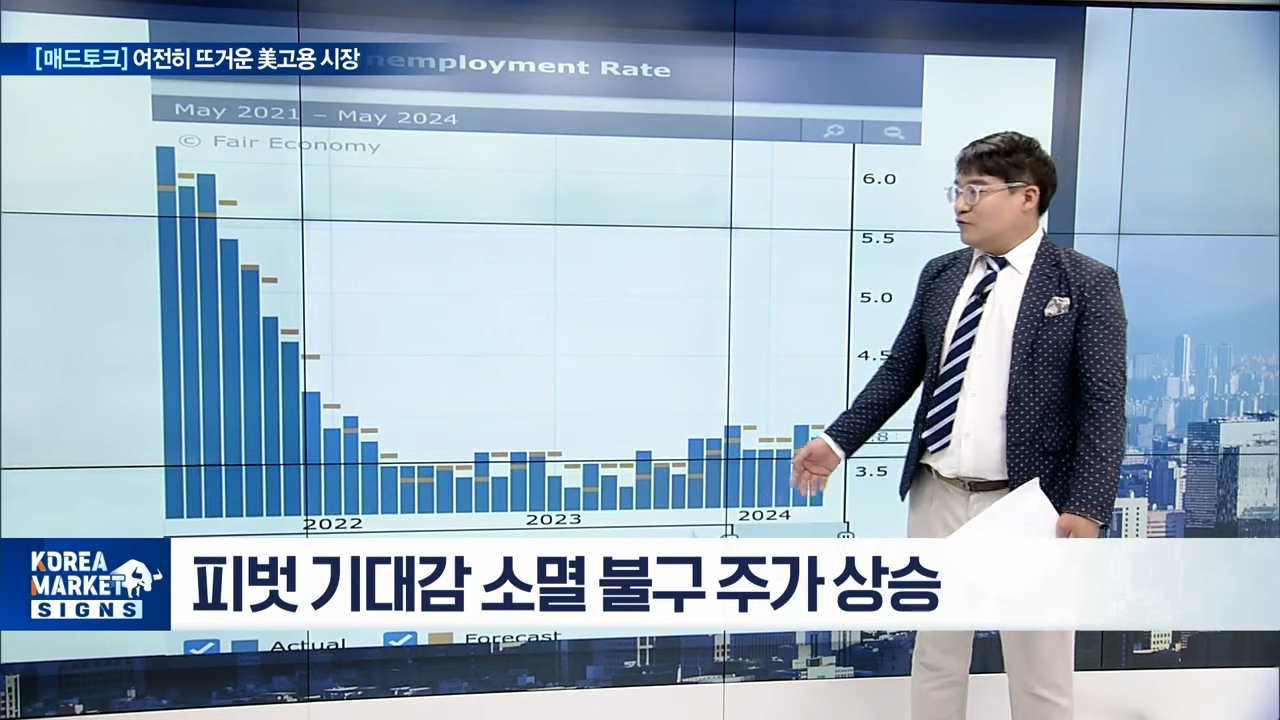 [매드토크] 여전히 뜨거운 美고용 시장
nemployment Rate
May 2021 – May 2024
© Fair Economy
6.0
5.5
5.0
4.5
3.5
2022
2023
2024
KOREA
MARKET
SIGNS
피벗 기대감 소멸 불구 주가 상승
Actual
Forecast